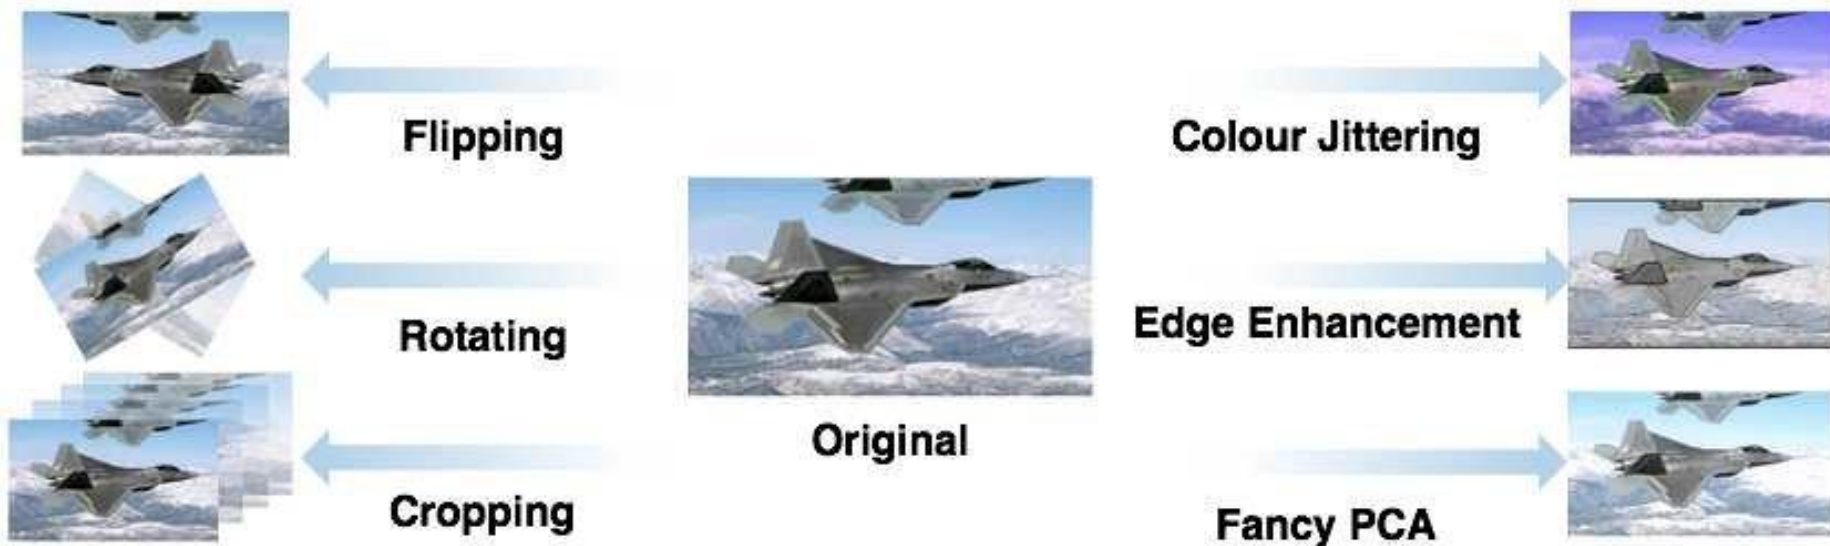 Flipping
Colour Jittering
Rotating
Edge Enhancement
Original
Cropping
Fancy PCA